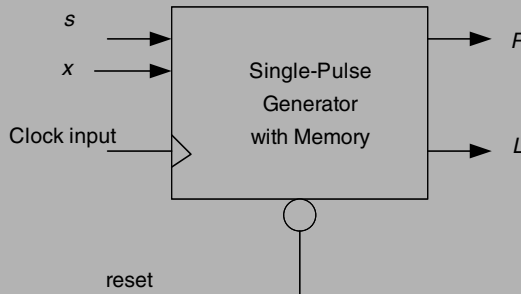 s
x
Clock input
Single-Pulse
Generator
with Memory
P
L
reset